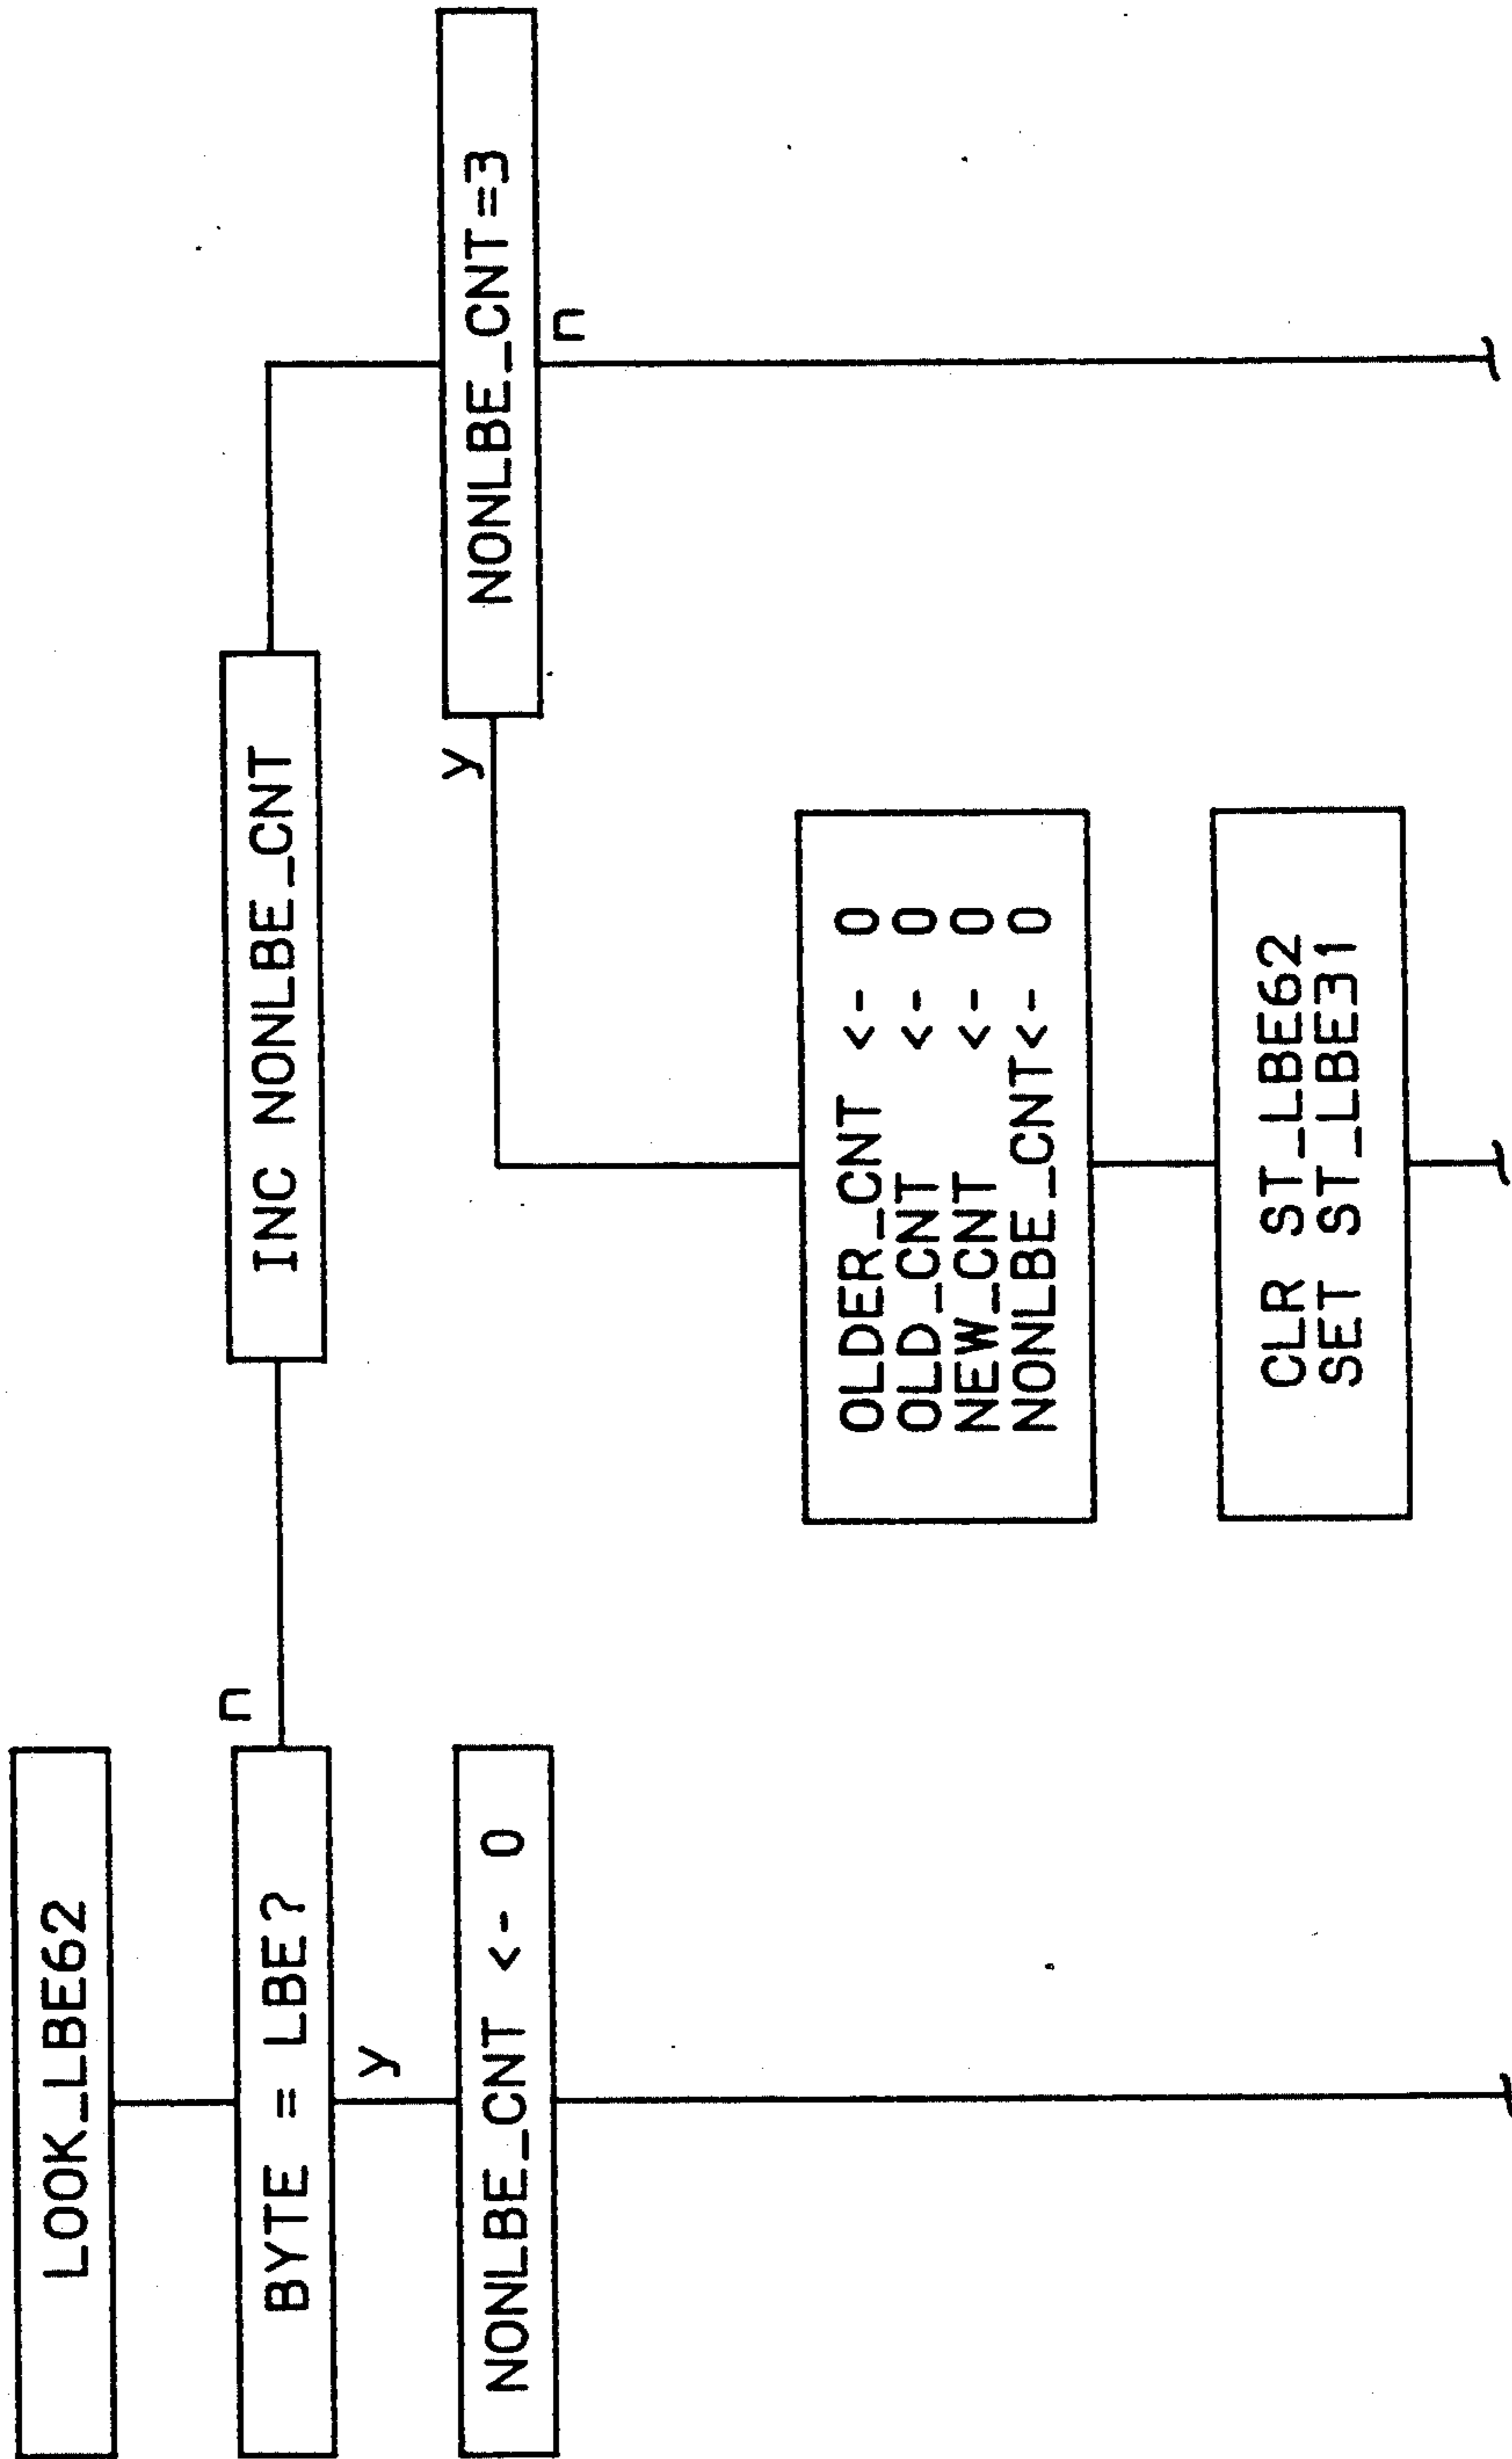 LOOK_LBE62
BYTE = LBE?
n
y
NONLBE_CNT <- 0
INC NONLBE_CNT
NONLBE_CNT=3
y
n
OLDER_CNT <- 0
OLD_CNT <- 0
NEW_CNT <- 0
NONLBE_CNT<- 0
CLR ST_LBE62
SET ST_LBE31